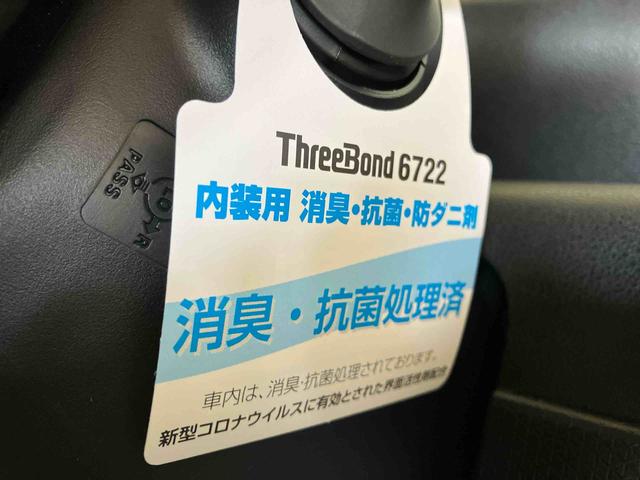 ThreeBond 6722
内装用 消臭・抗菌・防ダニ剤
消臭・抗菌処理済
車内は、消臭・抗菌処理されております。
新型コロナウイルスに有効とされた界面活性剤配合
PASS
R